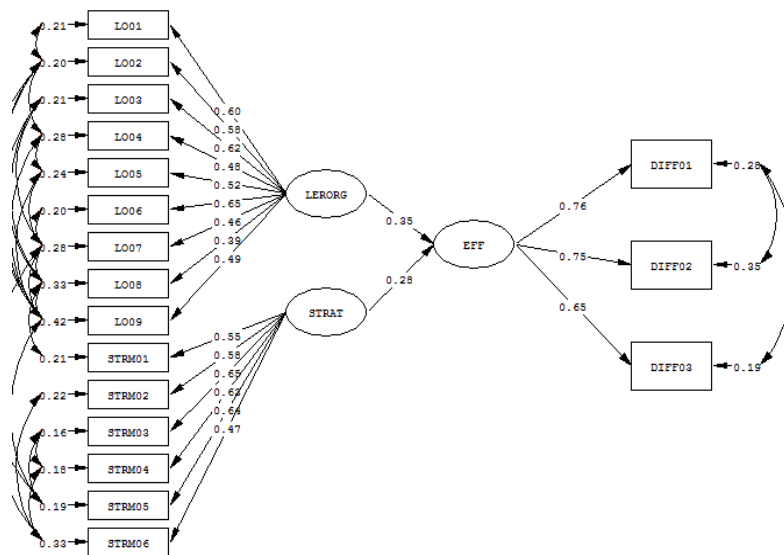 0.21 LO01
0.20 LO02
0.21 LO03
0.28 LO04
0.24 LO05
0.20 LO06
0.28 LO07
0.33 LO08
0.42 LO09
0.21 STRM01
0.22 STRM02
0.16 STRM03
0.18 STRM04
0.19 STRM05
0.33 STRM06
0.60
0.58
0.62
0.48
0.52
0.65
0.46
0.39
0.49
0.55
0.58
0.65
0.63
0.64
0.47
LERORG
STRAT
0.35
0.28
EFF
0.76
0.75
0.65
DIFF01 0.28
DIFF02 0.35
DIFF03 0.19